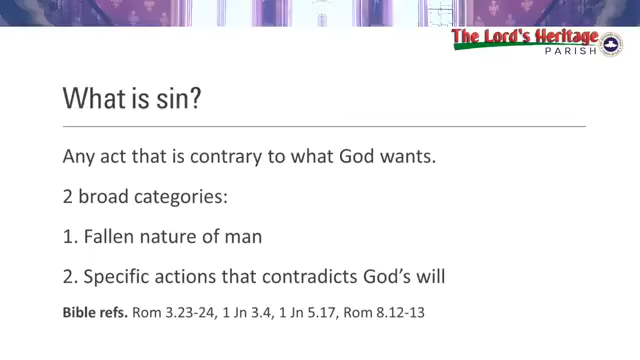 The Lord's Heritage
PARISH
What is sin?
Any act that is contrary to what God wants.
2 broad categories:
1. Fallen nature of man
2. Specific actions that contradicts God's will
Bible refs. Rom 3.23-24, 1 Jn 3.4, 1 Jn 5.17, Rom 8.12-13